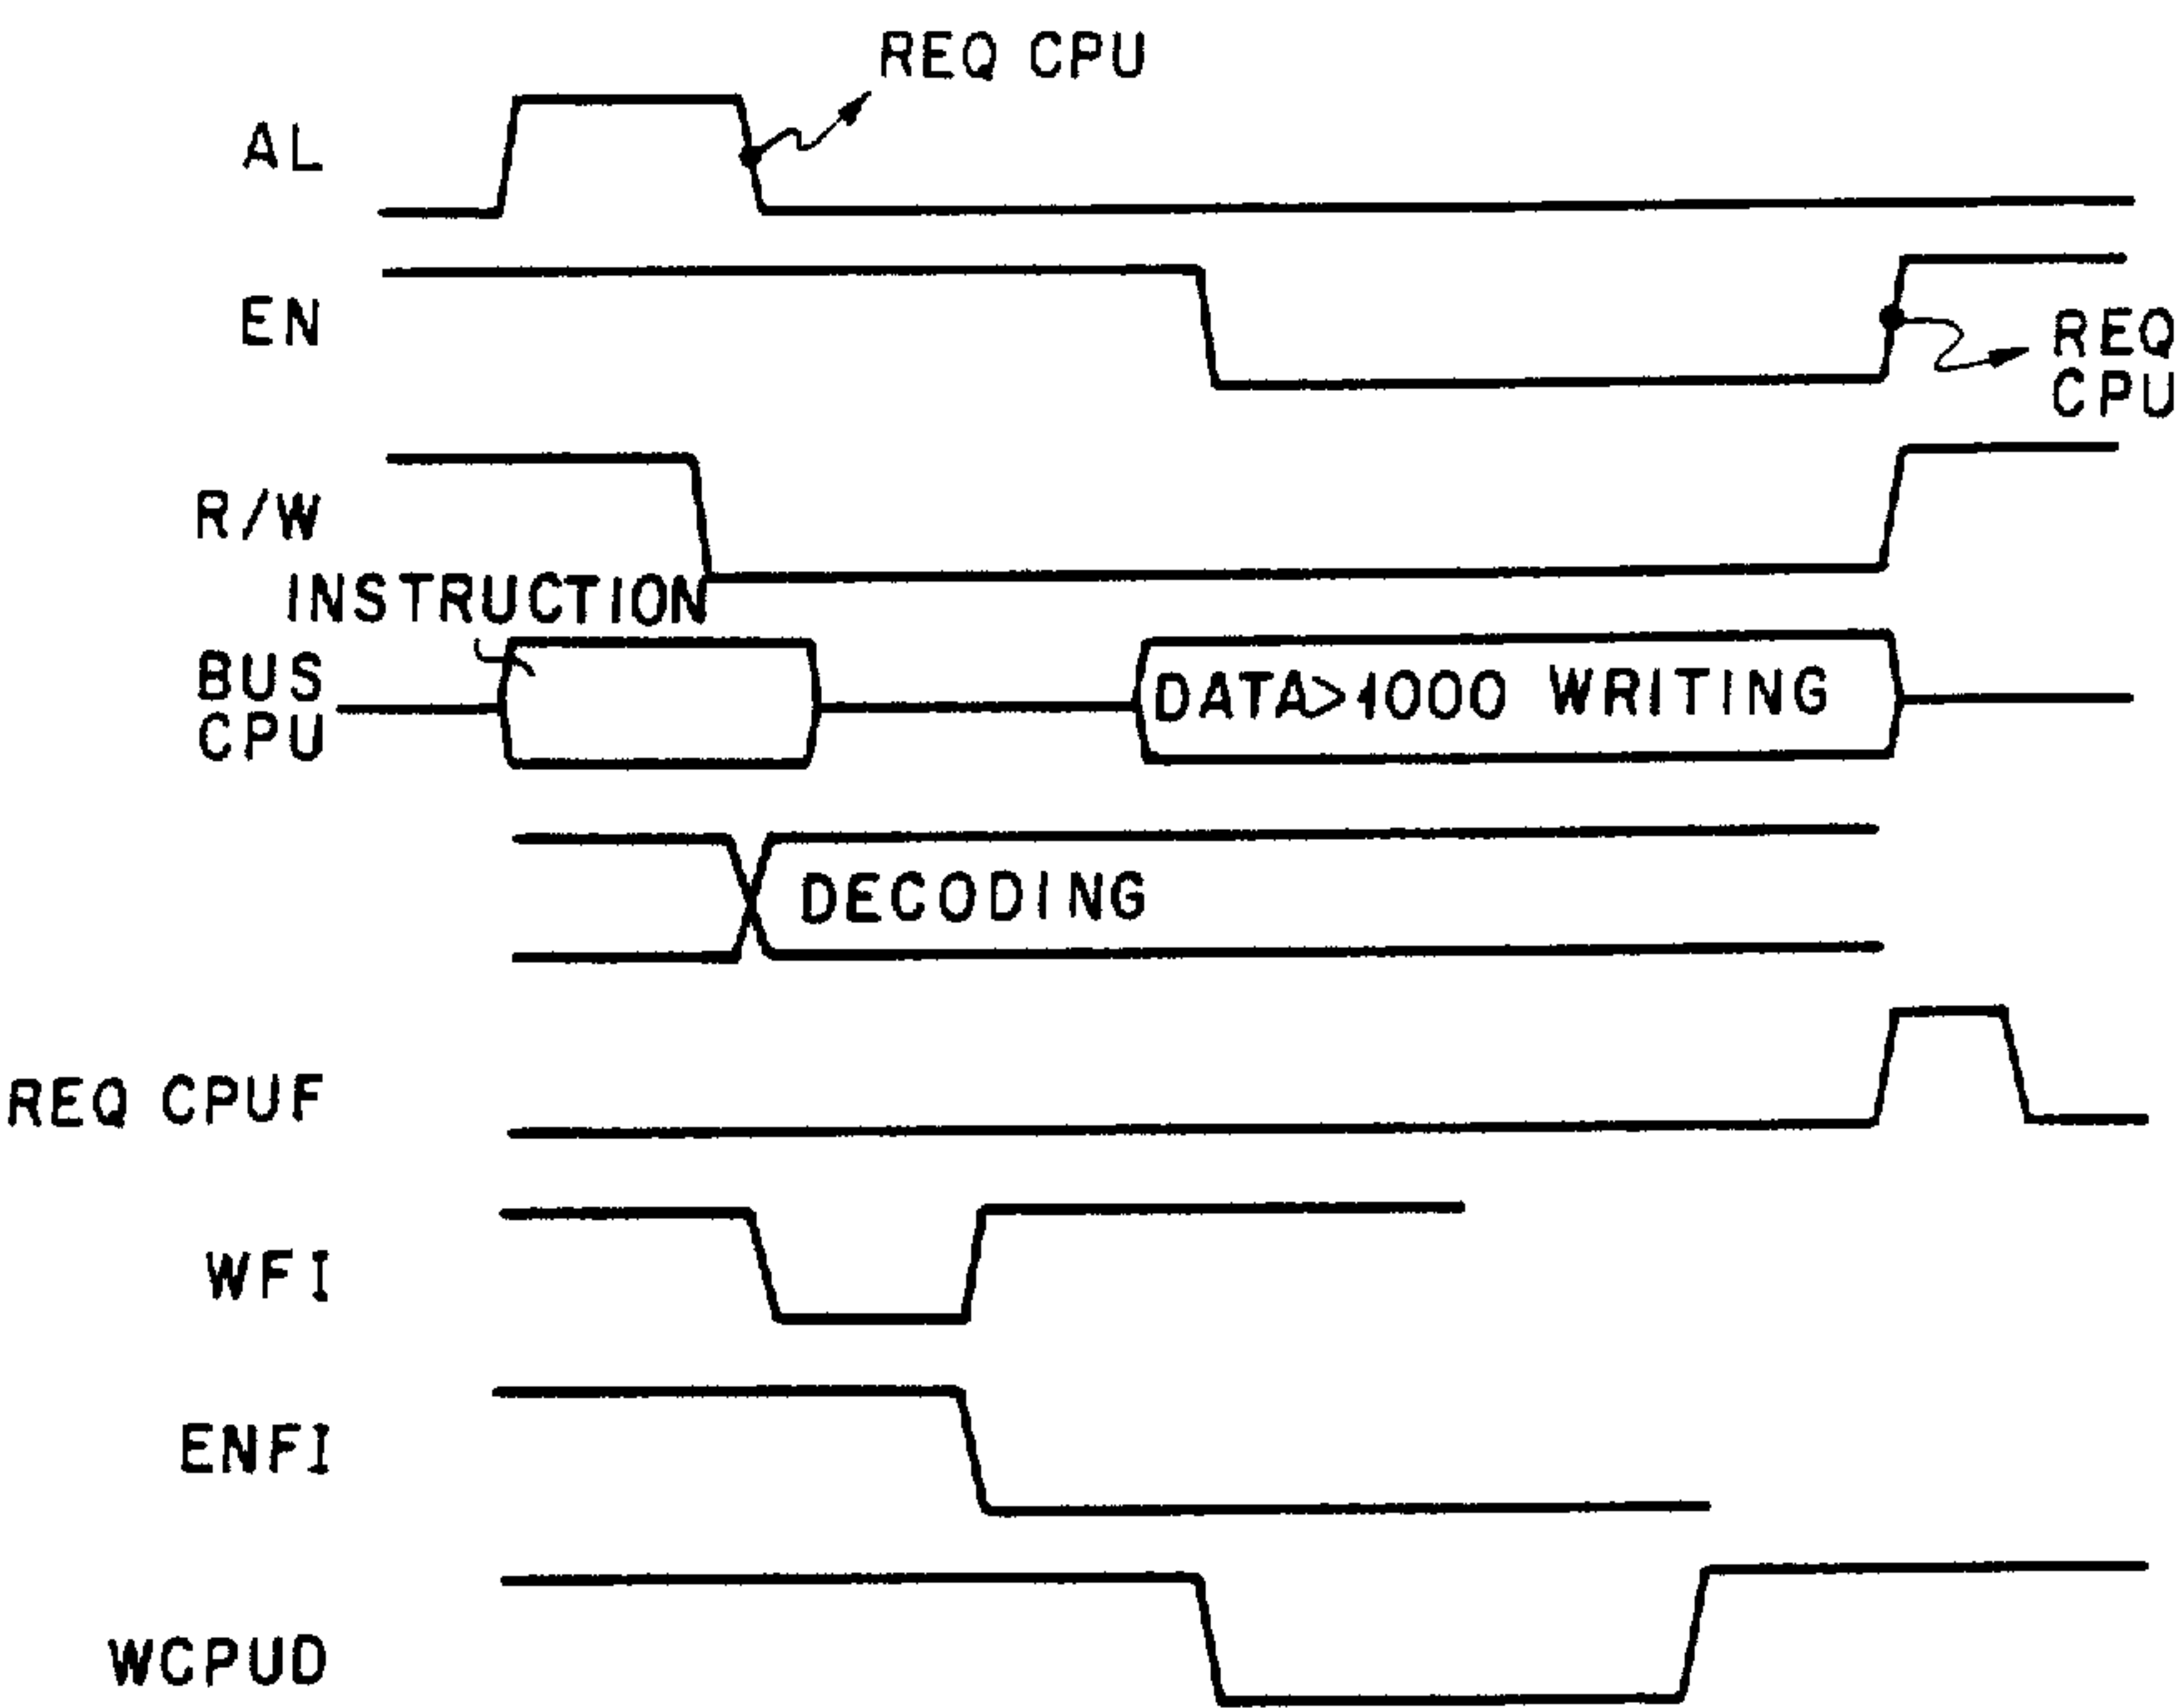 REQ CPU
AL
EN
REQ
CPU
R/W
INSTRUCTION
BUS
CPU
DATA>1000 WRITING
DECODING
REQ CPUF
WFI
ENFI
WCPUD